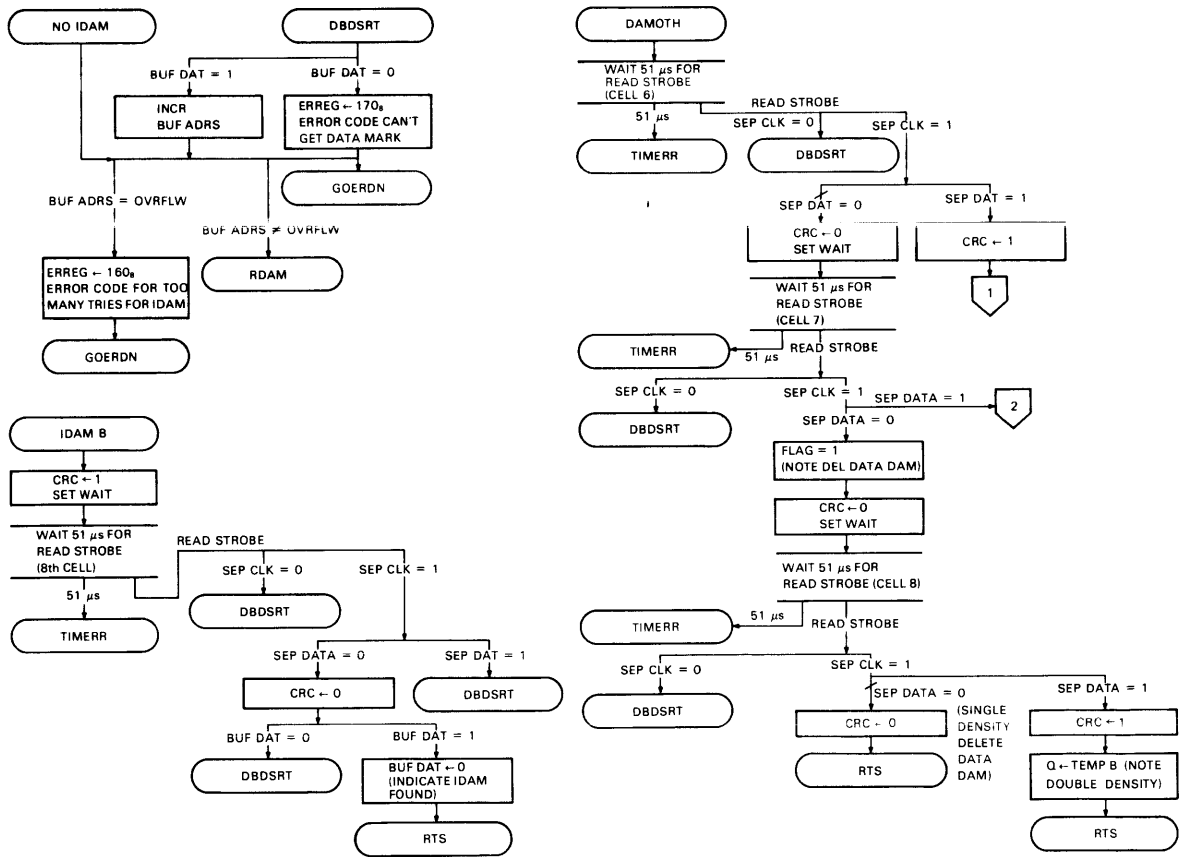 NO IDAM
DBDSRT
BUF DAT = 1
BUF DAT = 0
INCR
BUF ADRS
ERREG ← 170₈
ERROR CODE CAN'T
GET DATA MARK
GOERDN
BUF ADRS = OVRFLW
BUF ADRS ≠ OVRFLW
ERREG ← 160₈
ERROR CODE FOR TOO
MANY TRIES FOR IDAM
RDAM
GOERDN
IDAM B
CRC ← 1
SET WAIT
WAIT 51 μs FOR
READ STROBE
(8th CELL)
READ STROBE
51 μs
SEP CLK = 0
SEP CLK = 1
TIMERR
DBDSRT
SEP DATA = 0
SEP DAT = 1
CRC ← 0
DBDSRT
BUF DAT = 0
BUF DAT = 1
DBDSRT
BUF DAT ← 0
(INDICATE IDAM
FOUND)
RTS
DAMOTH
WAIT 51 μs FOR
READ STROBE
(CELL 6)
READ STROBE
51 μs
SEP CLK = 0
SEP CLK = 1
TIMERR
DBDSRT
SEP DAT = 0
SEP DAT = 1
CRC ← 0
SET WAIT
CRC ← 1
1
WAIT 51 μs FOR
READ STROBE
(CELL 7)
TIMERR
51 μs
READ STROBE
SEP CLK = 0
SEP CLK = 1
SEP DATA = 1
2
SEP DATA = 0
DBDSRT
FLAG = 1
(NOTE DEL DATA DAM)
CRC ← 0
SET WAIT
WAIT 51 μs FOR
READ STROBE (CELL 8)
TIMERR
51 μs
READ STROBE
SEP CLK = 0
SEP CLK = 1
DBDSRT
SEP DATA = 0
SEP DATA = 1
(SINGLE
DENSITY
DELETE
DATA
DAM)
CRC ← 0
CRC ← 1
RTS
Q ← TEMP B (NOTE
DOUBLE DENSITY)
RTS